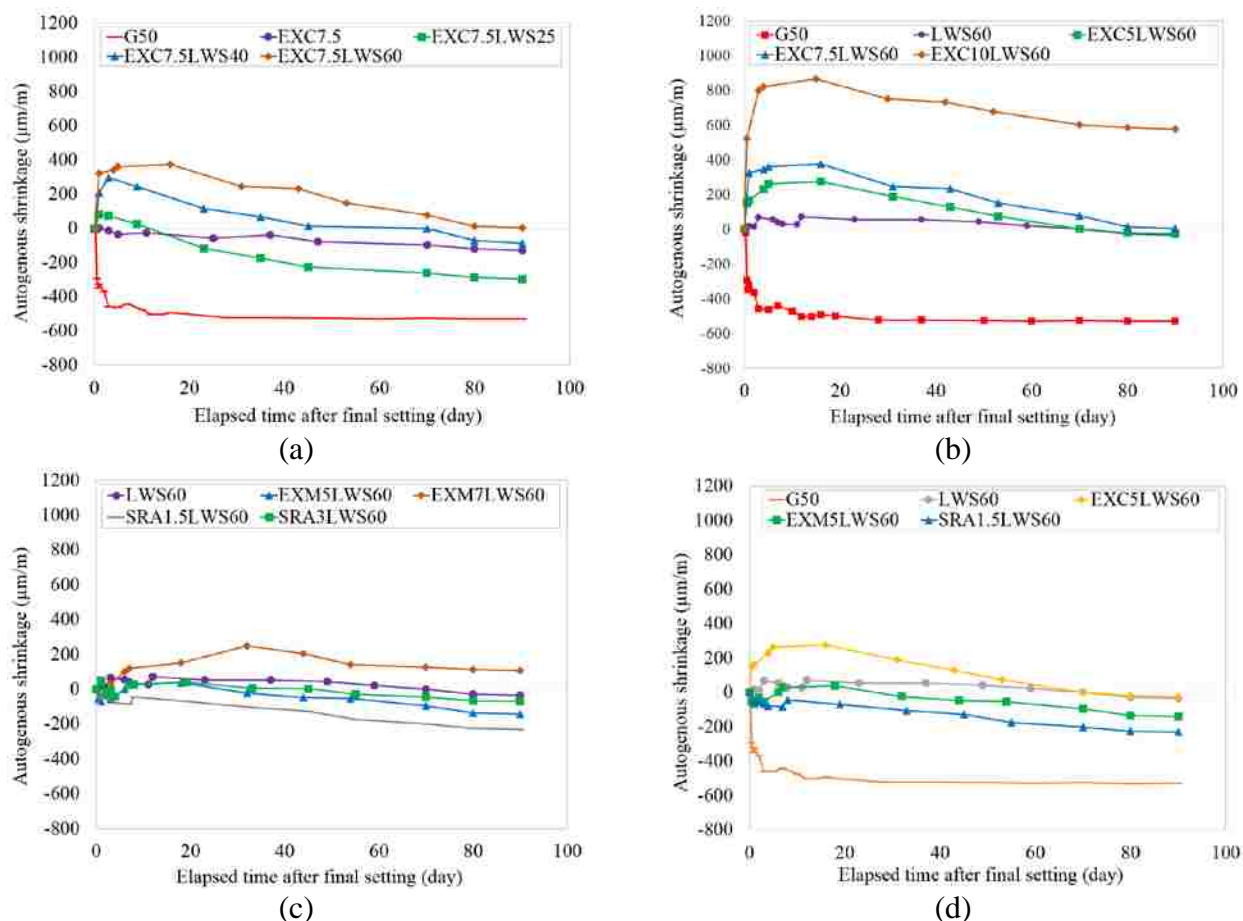 G50 EXC7.5 EXC7.5LWS25
EXC7.5LWS40 EXC7.5LWS60
1200
1000
800
600
400
200
0
-200
-400
-600
-800
Autogenous shrinkage (μm/m)
0 20 40 60 80 100
Elapsed time after final setting (day)
(a)
G50 LWS60 EXC5LWS60
EXC7.5LWS60 EXC10LWS60
1200
1000
800
600
400
200
0
-200
-400
-600
-800
Autogenous shrinkage (μm/m)
0 20 40 60 80 100
Elapsed time after final setting (day)
(b)
LWS60 EXM5LWS60 EXM7LWS60
SRA1.5LWS60 SRA3LWS60
1200
1000
800
600
400
200
0
-200
-400
-600
-800
Autogenous shrinkage (μm/m)
0 20 40 60 80 100
Elapsed time after final setting (day)
(c)
G50 LWS60 EXC5LWS60
EXM5LWS60 SRA1.5LWS60
1200
1000
800
600
400
200
0
-200
-400
-600
-800
Autogenous shrinkage (μm/m)
0 20 40 60 80 100
Elapsed time after final setting (day)
(d)